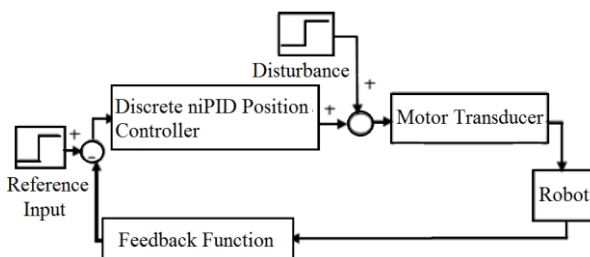 Disturbance
+
Discrete niPID Position
Controller
+
Motor Transducer
+
-
Reference
Input
Robot
Feedback Function